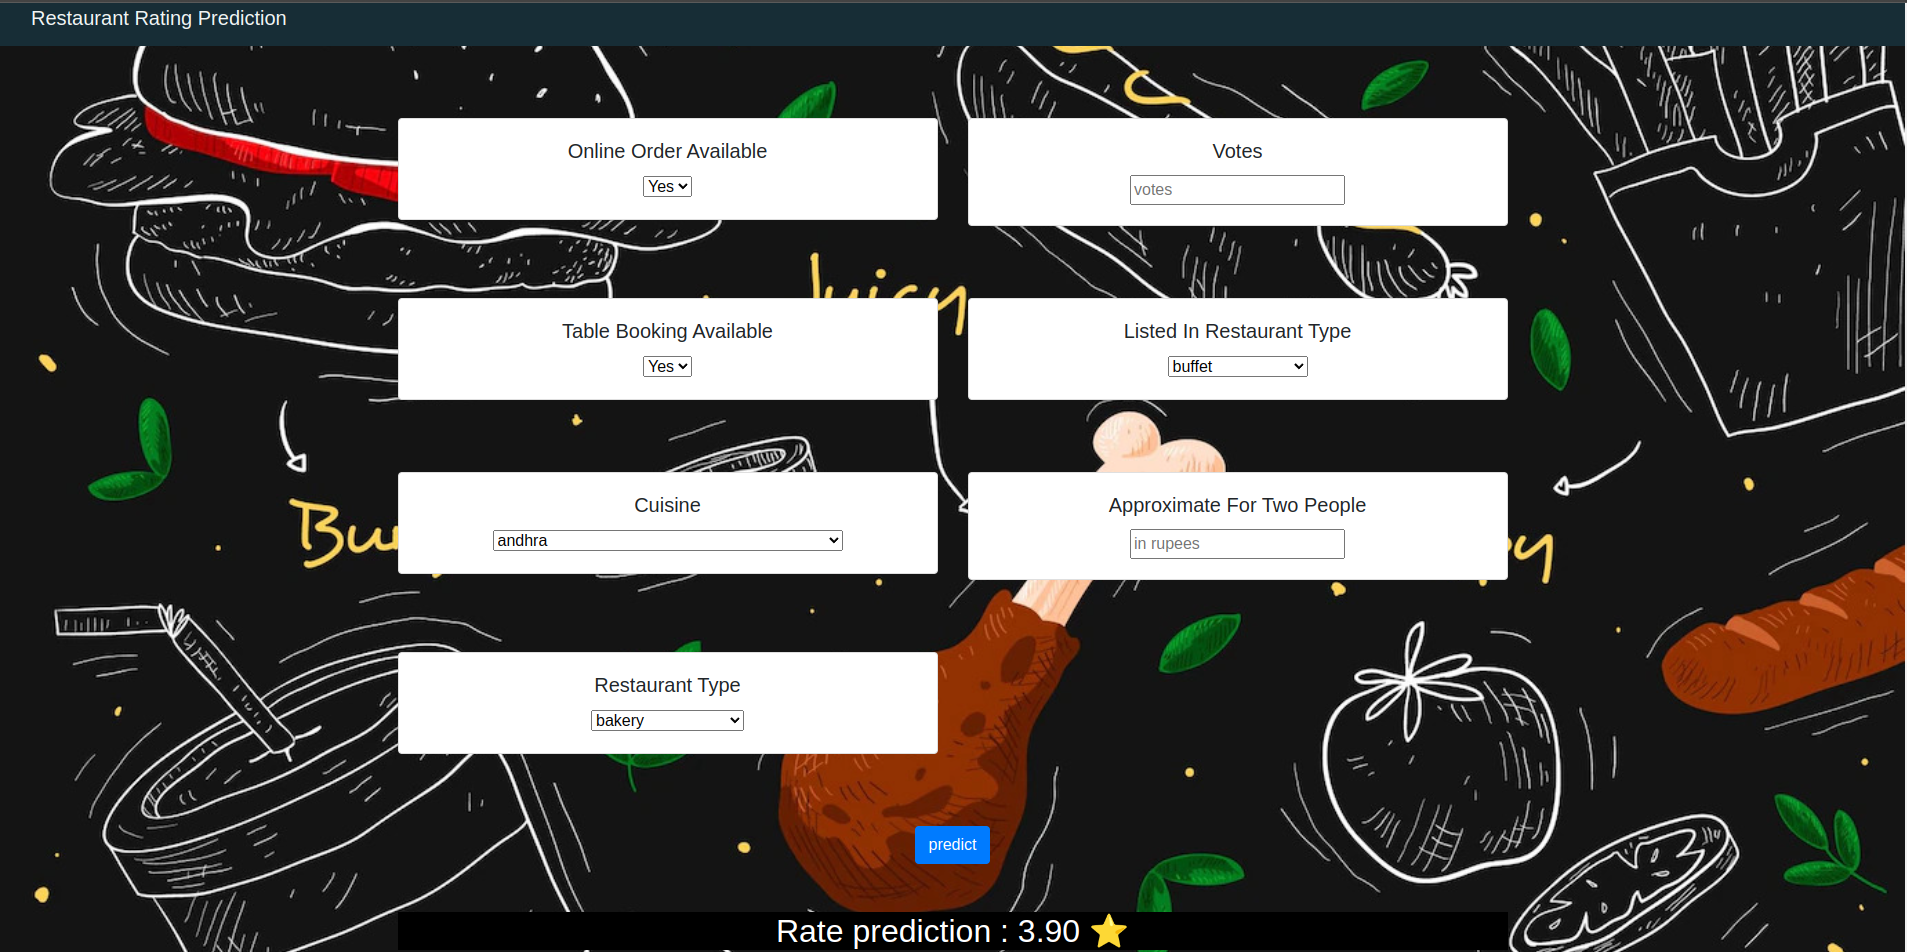 Restaurant Rating Prediction
Online Order Available
Yes
Votes
votes
Juicy
Table Booking Available
Yes
Listed In Restaurant Type
buffet
Cuisine
andhra
Approximate For Two People
in rupees
Restaurant Type
bakery
predict
Rate prediction : 3.90 ⭐